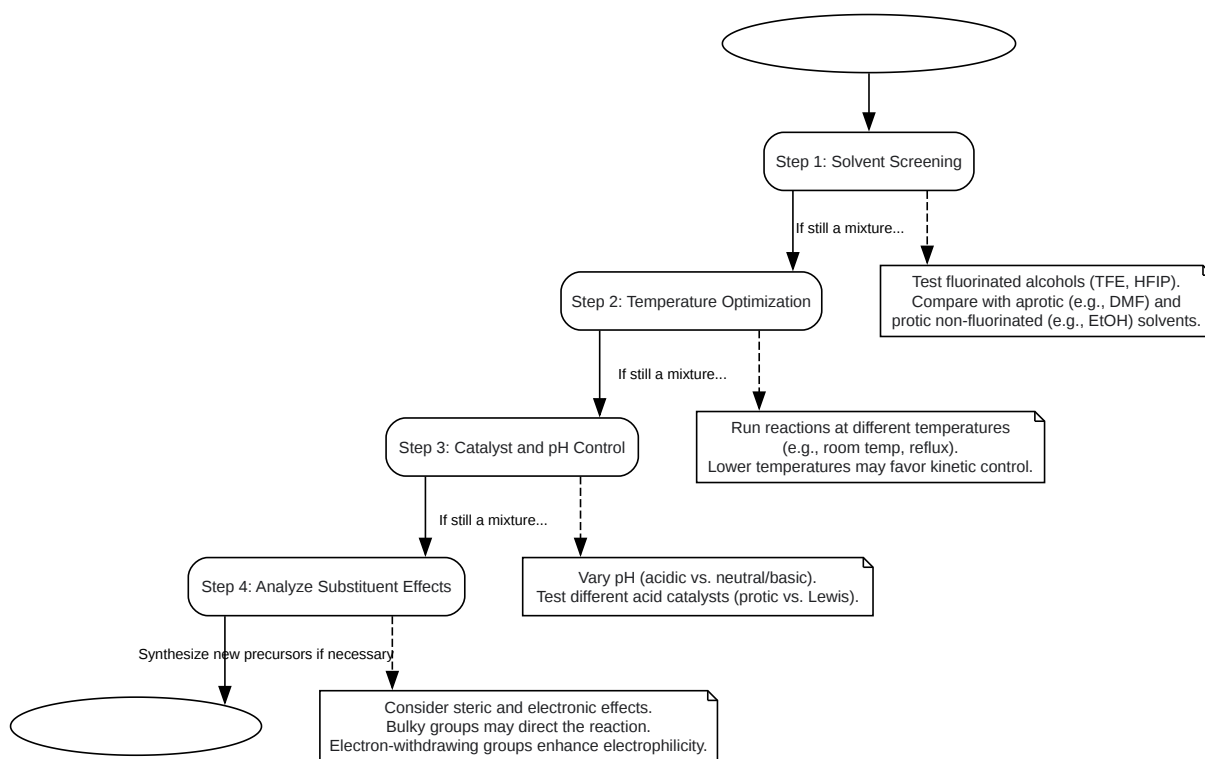 Step 1: Solvent Screening
If still a mixture...
Test fluorinated alcohols (TFE, HFIP).
Compare with aprotic (e.g., DMF) and
protic non-fluorinated (e.g., EtOH) solvents.
Step 2: Temperature Optimization
If still a mixture...
Run reactions at different temperatures
(e.g., room temp, reflux).
Lower temperatures may favor kinetic control.
Step 3: Catalyst and pH Control
If still a mixture...
Vary pH (acidic vs. neutral/basic).
Test different acid catalysts (protic vs. Lewis).
Step 4: Analyze Substituent Effects
Synthesize new precursors if necessary
Consider steric and electronic effects.
Bulky groups may direct the reaction.
Electron-withdrawing groups enhance electrophilicity.